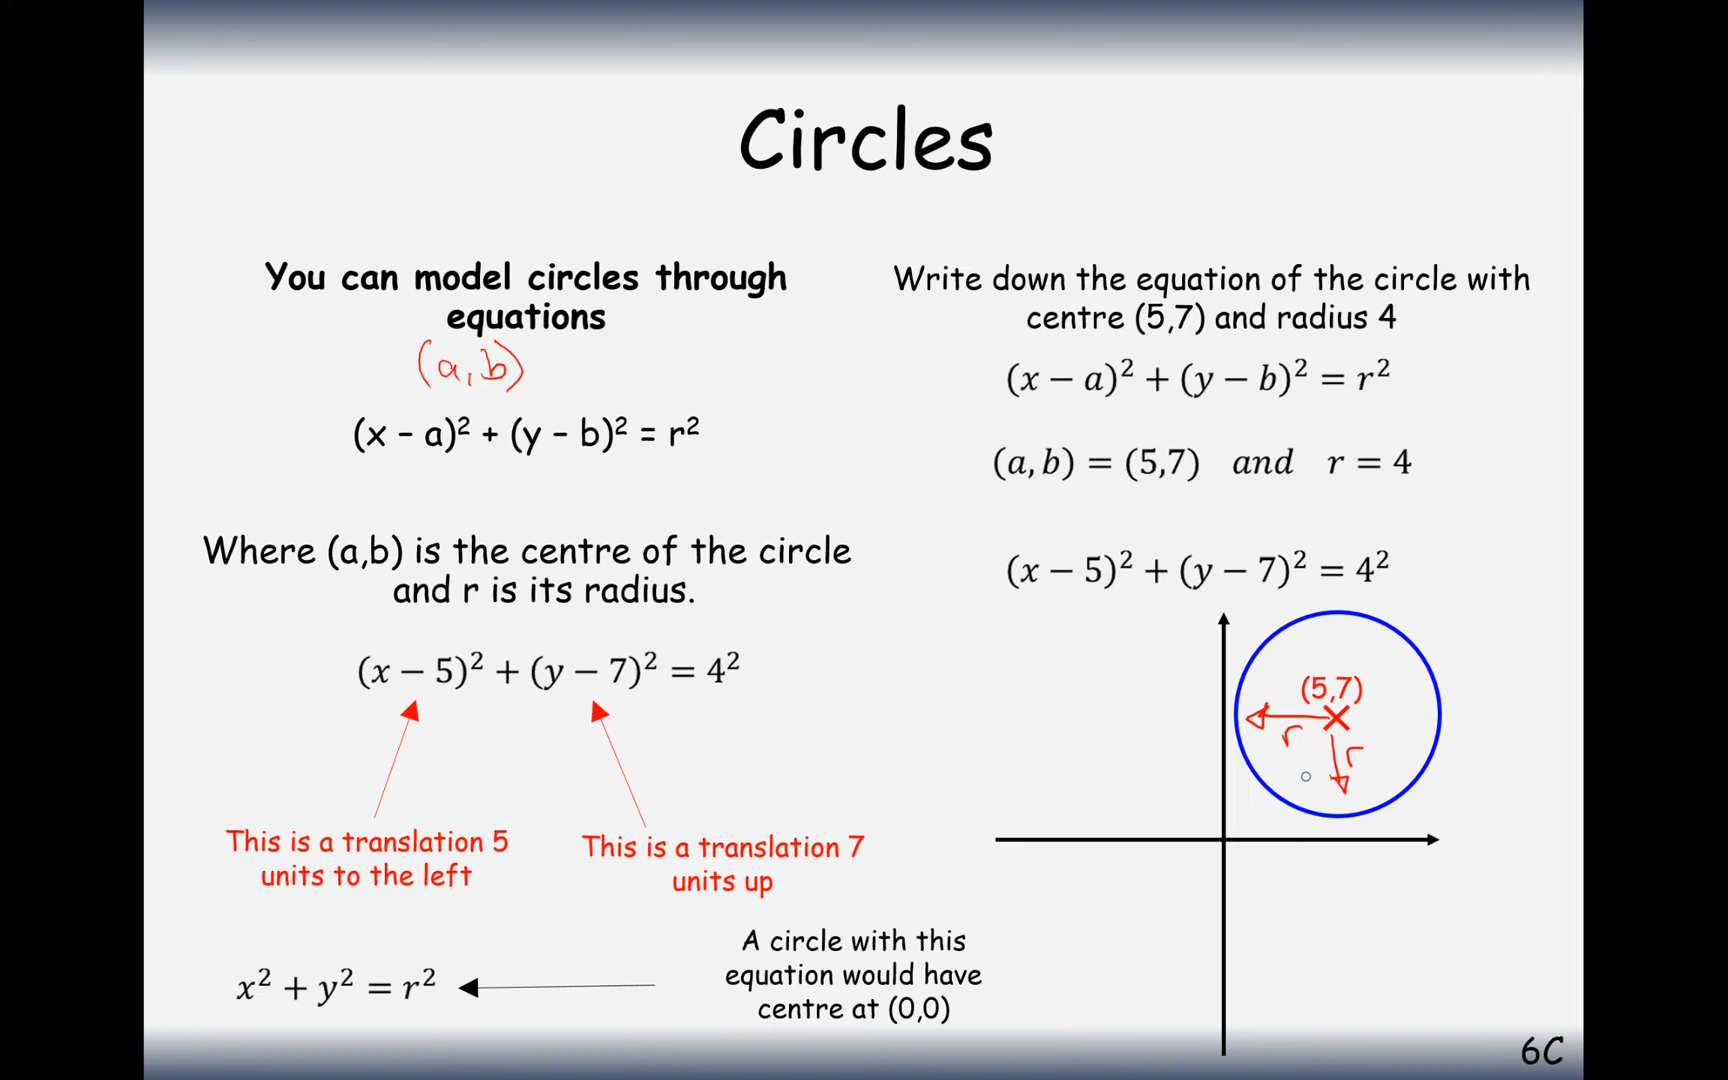 Circles
You can model circles through
equations
(a,b)
(x - a)² + (y - b)² = r²
Where (a,b) is the centre of the circle
and r is its radius.
(x − 5)² + (y − 7)² = 4²
This is a translation 5
units to the left
This is a translation 7
units up
x² + y² = r²
A circle with this
equation would have
centre at (0,0)
Write down the equation of the circle with
centre (5,7) and radius 4
(x − a)² + (y − b)² = r²
(a, b) = (5,7) and r = 4
(x − 5)² + (y − 7)² = 4²
(5,7)
r
r
6C